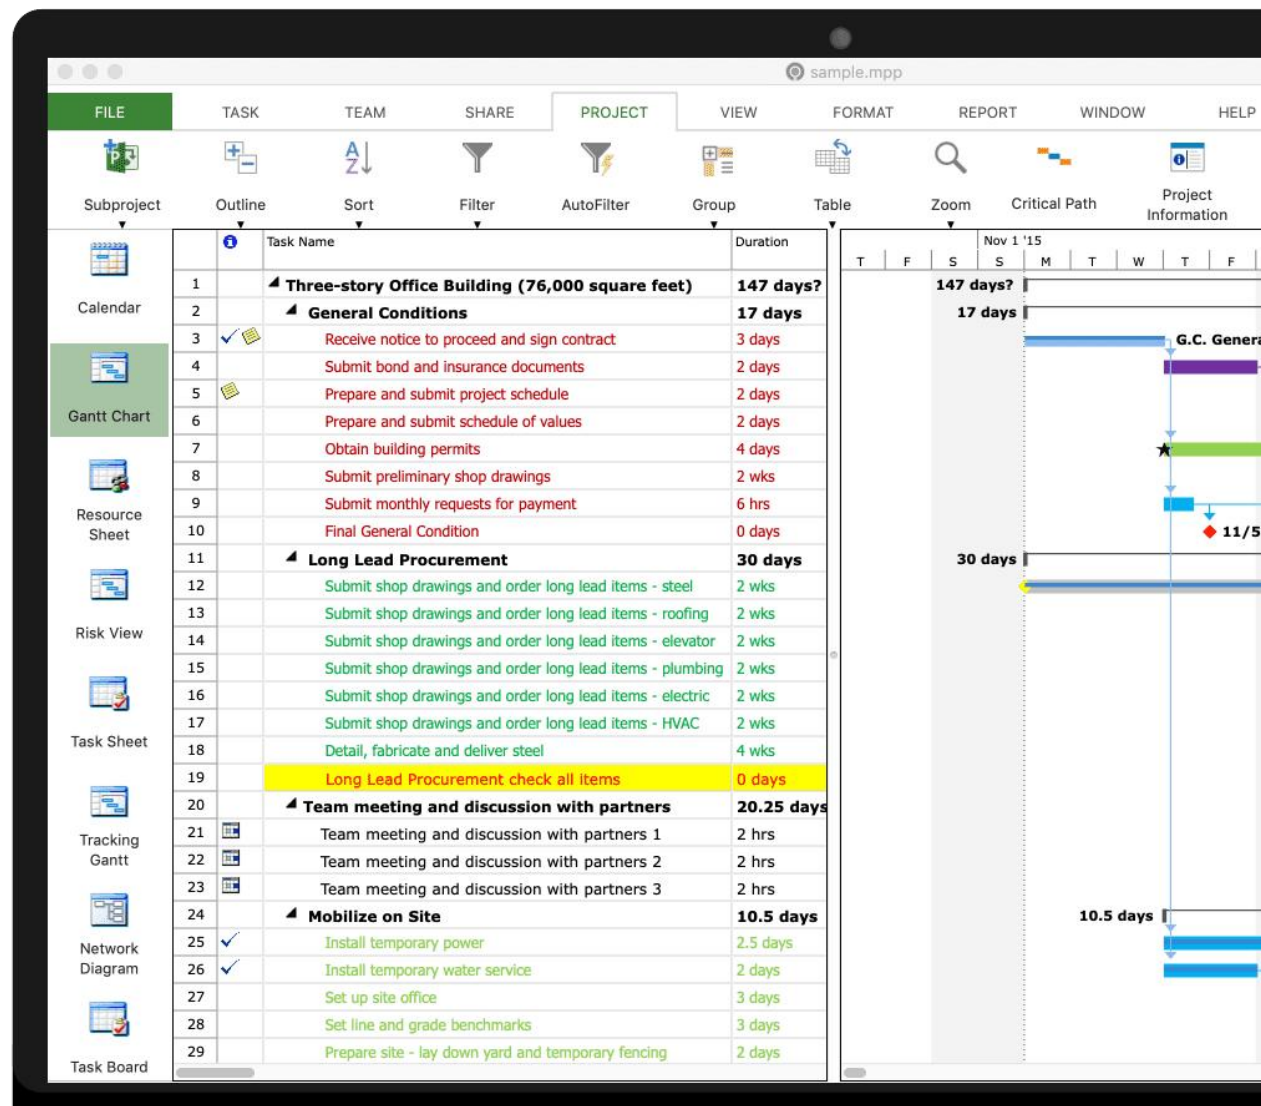 sample.mpp
FILE TASK TEAM SHARE PROJECT VIEW FORMAT REPORT WINDOW HELP
Subproject Outline Sort Filter AutoFilter Group Table Zoom Critical Path Project
Information
Calendar
Gantt Chart
Resource
Sheet
Risk View
Task Sheet
Tracking
Gantt
Network
Diagram
Task Board
Task Name Duration
1 Three-story Office Building (76,000 square feet) 147 days?
2 General Conditions 17 days
3 Receive notice to proceed and sign contract 3 days
4 Submit bond and insurance documents 2 days
5 Prepare and submit project schedule 2 days
6 Prepare and submit schedule of values 2 days
7 Obtain building permits 4 days
8 Submit preliminary shop drawings 2 wks
9 Submit monthly requests for payment 6 hrs
10 Final General Condition 0 days
11 Long Lead Procurement 30 days
12 Submit shop drawings and order long lead items - steel 2 wks
13 Submit shop drawings and order long lead items - roofing 2 wks
14 Submit shop drawings and order long lead items - elevator 2 wks
15 Submit shop drawings and order long lead items - plumbing 2 wks
16 Submit shop drawings and order long lead items - electric 2 wks
17 Submit shop drawings and order long lead items - HVAC 2 wks
18 Detail, fabricate and deliver steel 4 wks
19 Long Lead Procurement check all items 0 days
20 Team meeting and discussion with partners 20.25 days
21 Team meeting and discussion with partners 1 2 hrs
22 Team meeting and discussion with partners 2 2 hrs
23 Team meeting and discussion with partners 3 2 hrs
24 Mobilize on Site 10.5 days
25 Install temporary power 2.5 days
26 Install temporary water service 2 days
27 Set up site office 3 days
28 Set line and grade benchmarks 3 days
29 Prepare site - lay down yard and temporary fencing 2 days
Nov 1 '15
T F S S M T W T F
147 days?
17 days
G.C. Genera
11/5
30 days
10.5 days